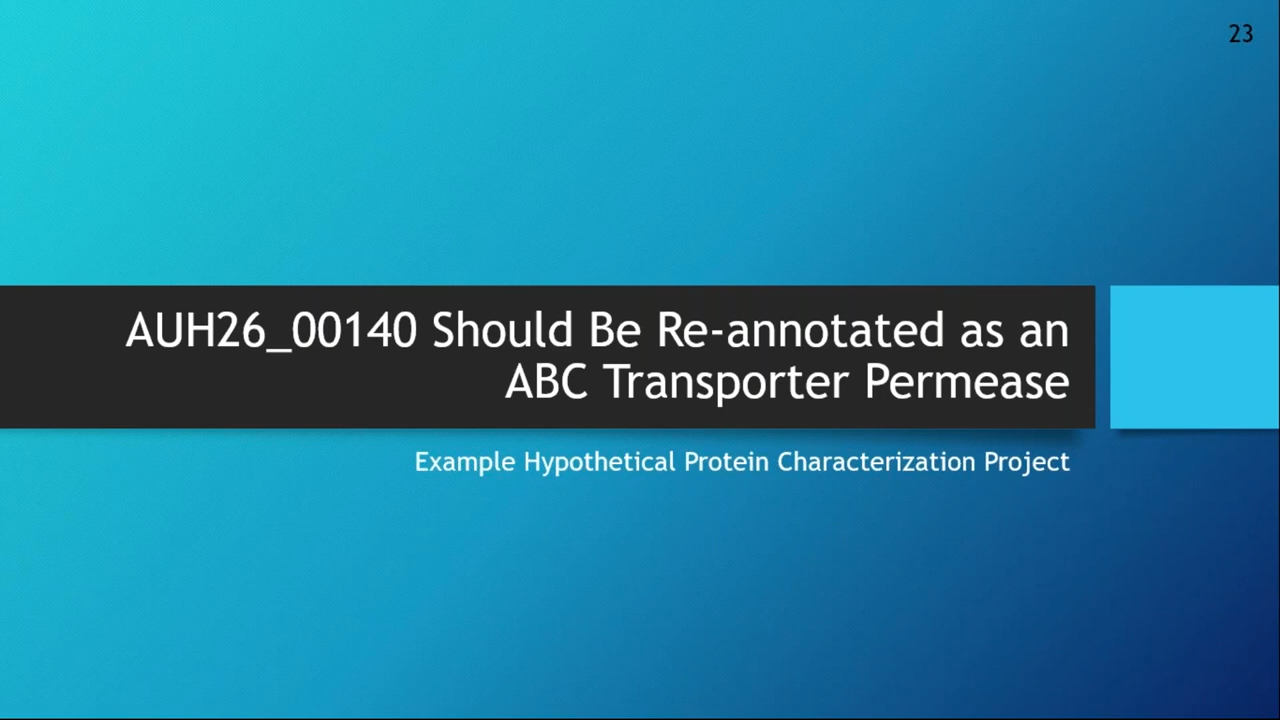 23
AUH26_00140 Should Be Re-annotated as an
ABC Transporter Permease
Example Hypothetical Protein Characterization Project